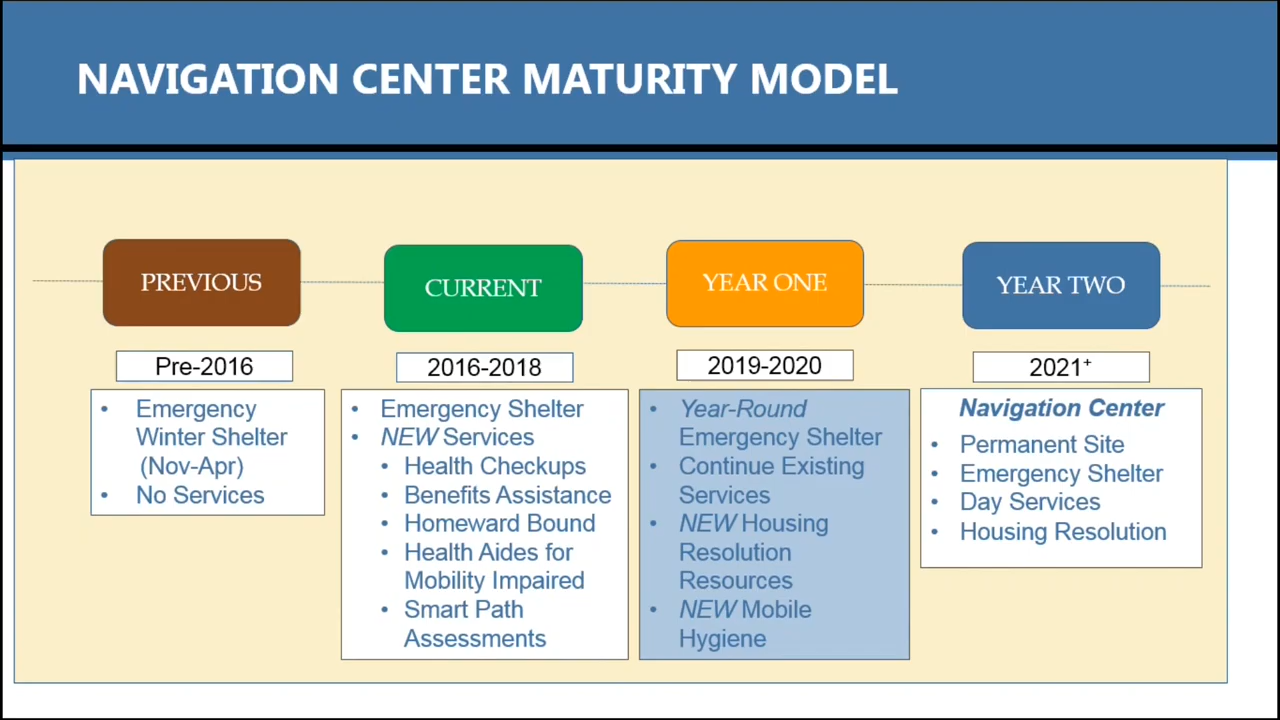 NAVIGATION CENTER MATURITY MODEL
PREVIOUS
Pre-2016
• Emergency
Winter Shelter
(Nov-Apr)
• No Services
CURRENT
2016-2018
• Emergency Shelter
• NEW Services
• Health Checkups
• Benefits Assistance
• Homeward Bound
• Health Aides for
Mobility Impaired
• Smart Path
Assessments
YEAR ONE
2019-2020
• Year-Round
Emergency Shelter
• Continue Existing
Services
• NEW Housing
Resolution
Resources
• NEW Mobile
Hygiene
YEAR TWO
2021+
Navigation Center
• Permanent Site
• Emergency Shelter
• Day Services
• Housing Resolution